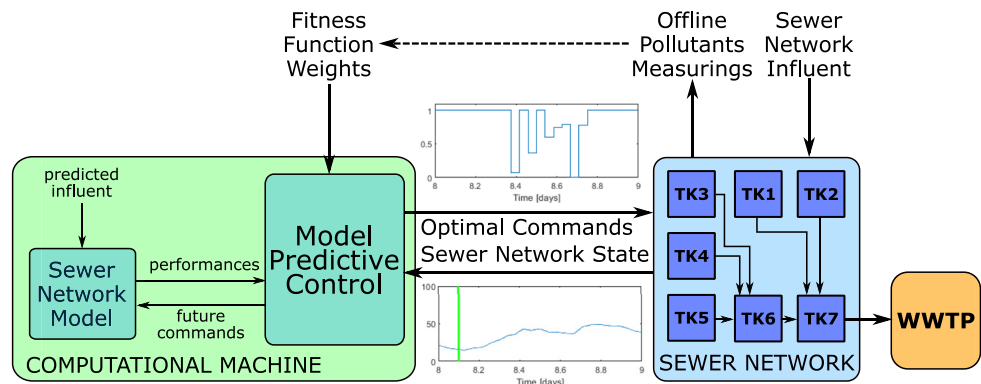 Fitness
Function
Weights
Offline
Pollutants
Measurings
Sewer
Network
Influent
1
0.5
0
8
8.2
8.4
8.6
8.8
9
Time [days]
predicted
influent
Sewer
Network
Model
performances
future
commands
Model
Predictive
Control
COMPUTATIONAL MACHINE
Optimal Commands
Sewer Network State
100
50
0
8
8.2
8.4
8.6
8.8
9
Time [days]
TK3
TK1
TK2
TK4
TK5
TK6
TK7
SEWER NETWORK
WWTP